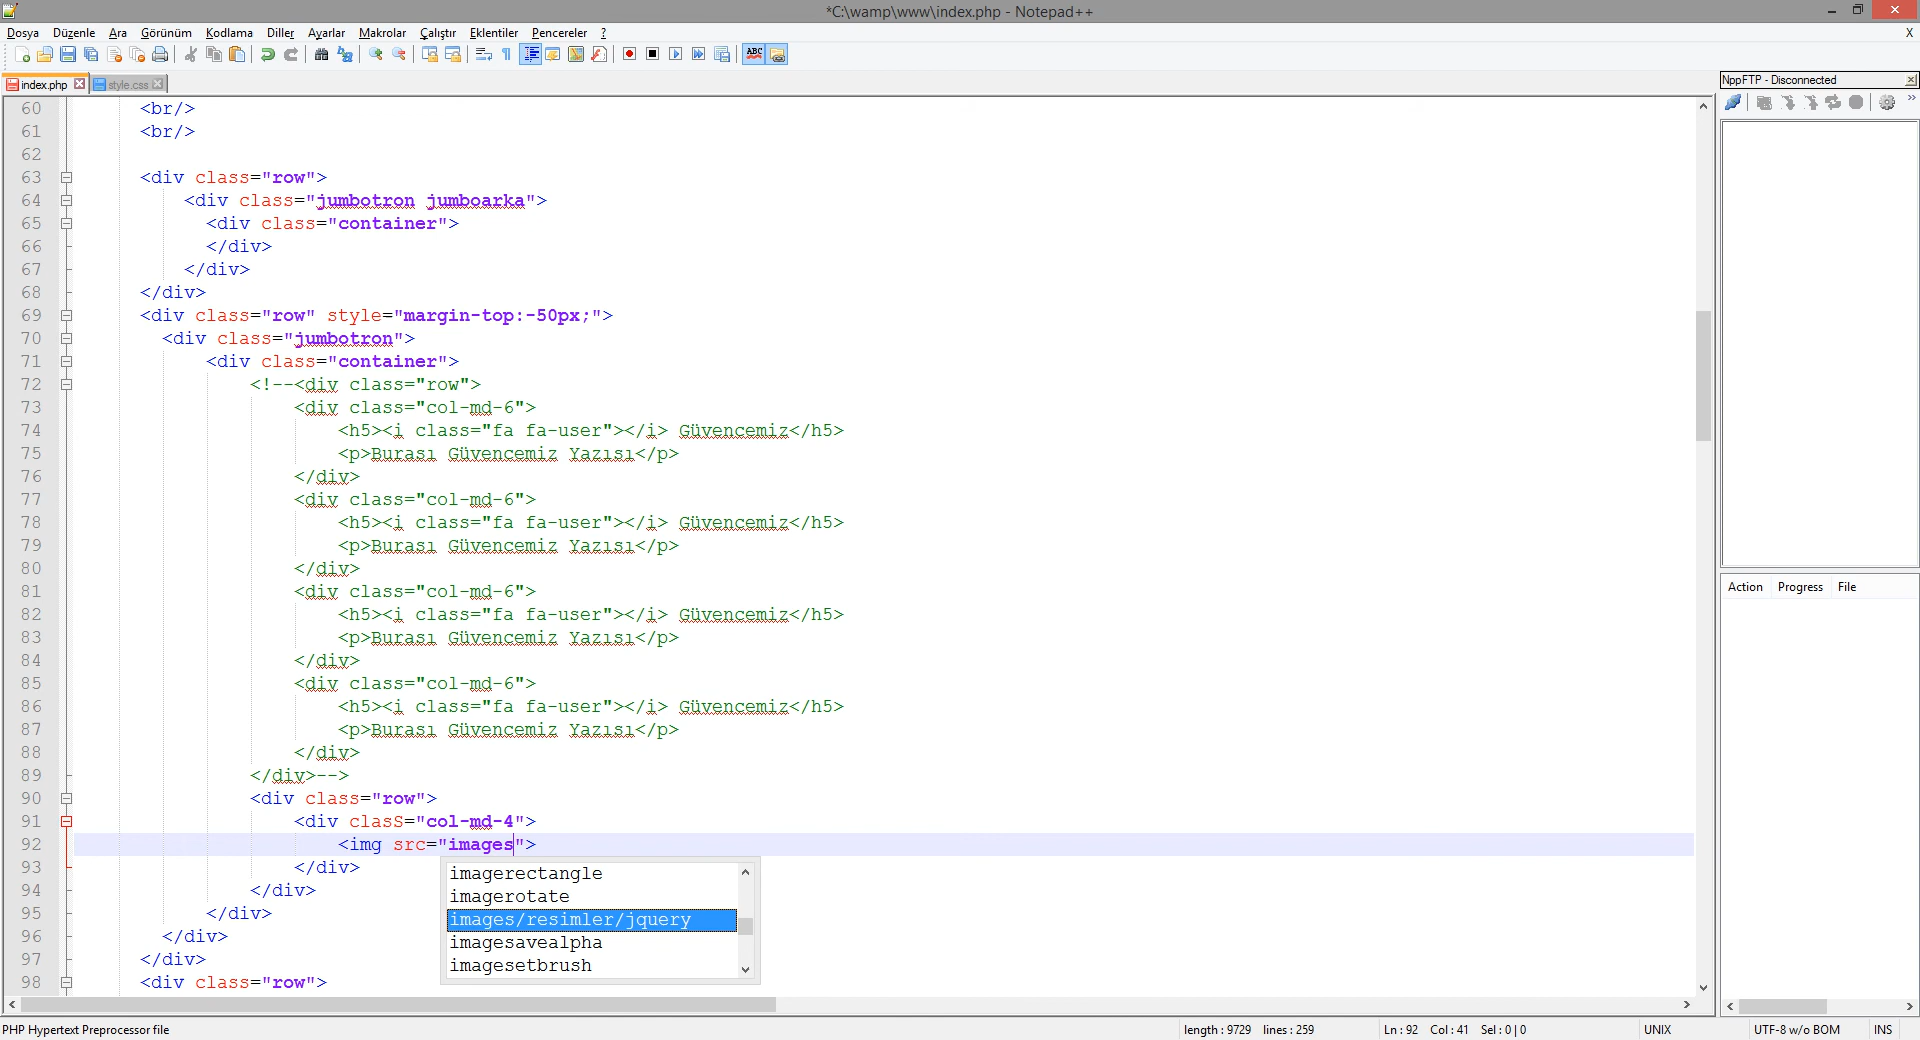 *C:\wamp\www\index.php - Notepad++
Dosya Düzenle Ara Görünüm Kodlama Diller Ayarlar Makrolar Çalıştır Eklentiler Pencereler ? X
ABC
index.php style.css
NppFTP - Disconnected
60 <br/>
61 <br/>
62
63 <div class="row">
64 <div class="jumbotron jumboarka">
65 <div class="container">
66 </div>
67 </div>
68 </div>
69 <div class="row" style="margin-top:-50px;">
70 <div class="jumbotron">
71 <div class="container">
72 <!--<div class="row">
73 <div class="col-md-6">
74 <h5><i class="fa fa-user"></i> Güvencemiz</h5>
75 <p>Burası Güvencemiz Yazısı</p>
76 </div>
77 <div class="col-md-6">
78 <h5><i class="fa fa-user"></i> Güvencemiz</h5>
79 <p>Burası Güvencemiz Yazısı</p>
80 </div>
81 <div class="col-md-6">
82 <h5><i class="fa fa-user"></i> Güvencemiz</h5>
83 <p>Burası Güvencemiz Yazısı</p>
84 </div>
85 <div class="col-md-6">
86 <h5><i class="fa fa-user"></i> Güvencemiz</h5>
87 <p>Burası Güvencemiz Yazısı</p>
88 </div>
89 </div>-->
90 <div class="row">
91 <div clasS="col-md-4">
92 <img src="images">
93 </div>
94 </div>
95 </div>
96 </div>
97 </div>
98 <div class="row">
imagerectangle
imagerotate
images/resimler/jquery
imagesavealpha
imagesetbrush
Action Progress File
PHP Hypertext Preprocessor file length : 9729 lines : 259 Ln : 92 Col : 41 Sel : 0 | 0 UNIX UTF-8 w/o BOM INS